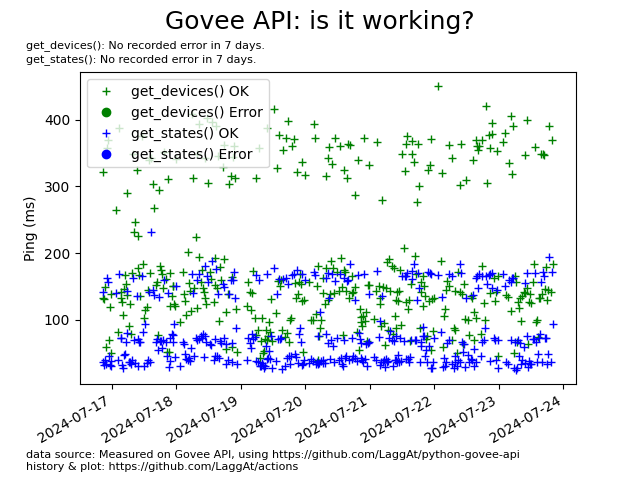 Govee API: is it working?
get_devices(): No recorded error in 7 days.
get_states(): No recorded error in 7 days.
get_devices() OK
get_devices() Error
get_states() OK
get_states() Error
Ping (ms)
400
300
200
100
2024-07-17
2024-07-18
2024-07-19
2024-07-20
2024-07-21
2024-07-22
2024-07-23
2024-07-24
data source: Measured on Govee API, using https://github.com/LaggAt/python-govee-api
history & plot: https://github.com/LaggAt/actions